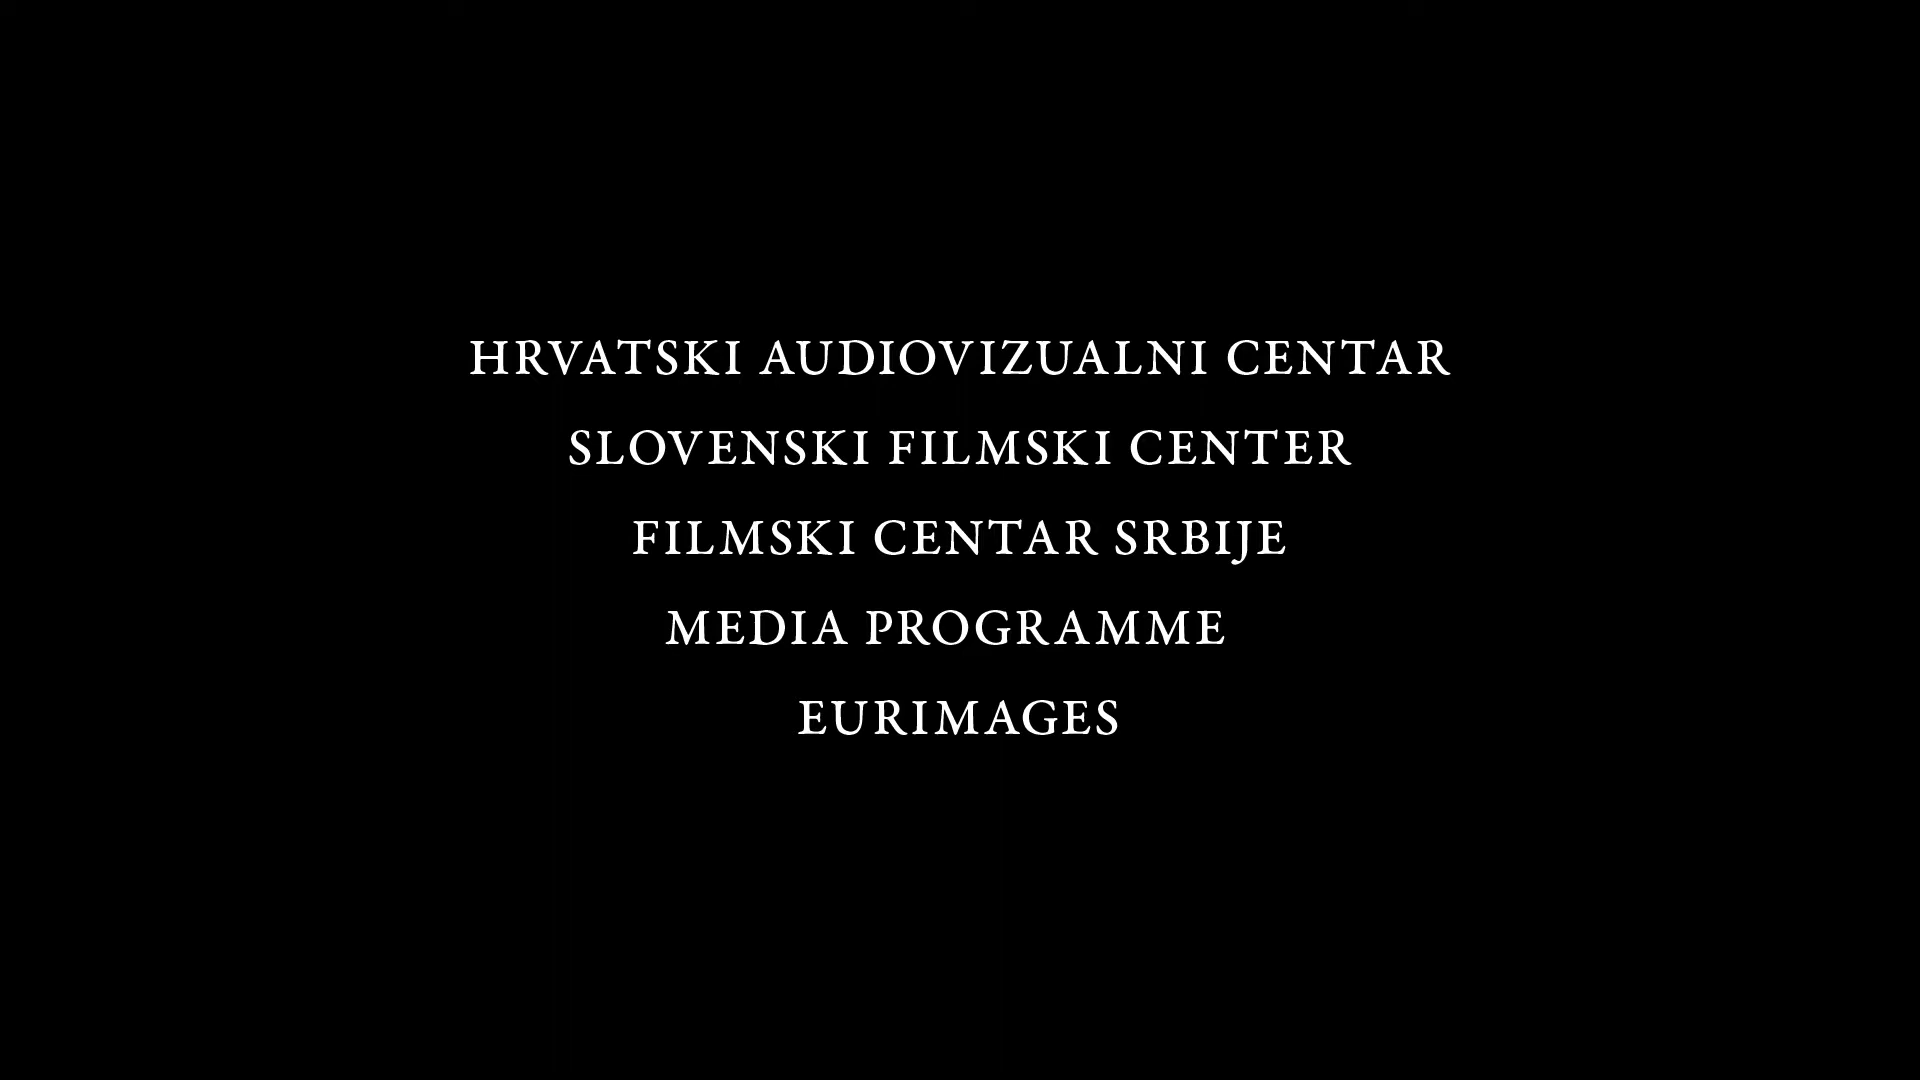 HRVATSKI AUDIOVIZUALNI CENTAR
SLOVENSKI FILMSKI CENTER
FILMSKI CENTAR SRBIJE
MEDIA PROGRAMME
EURIMAGES